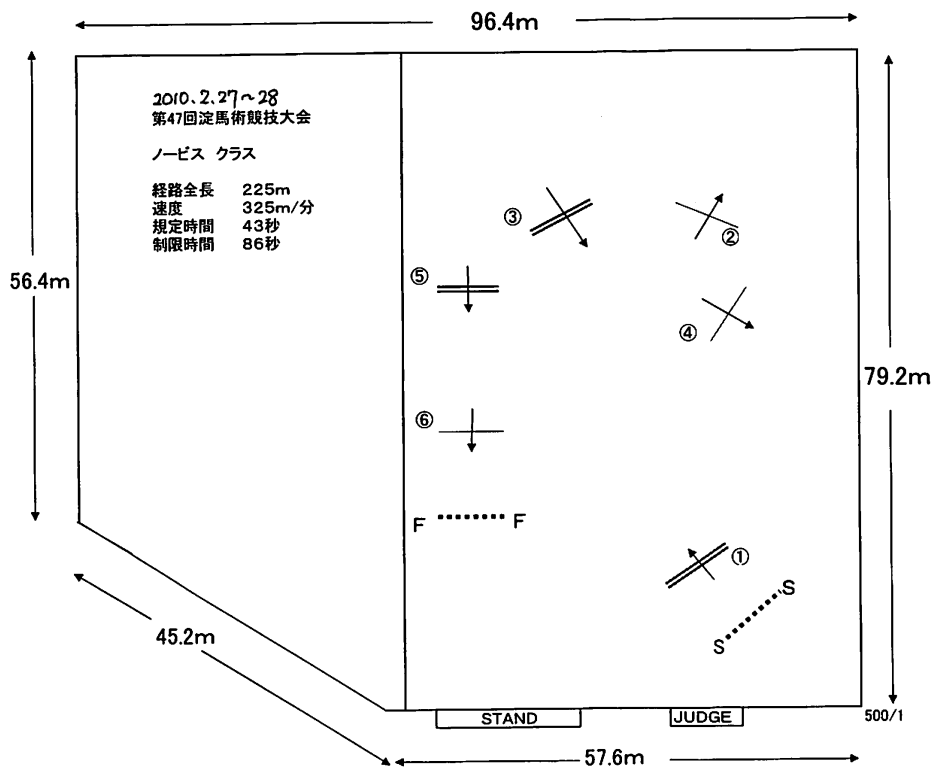 96.4m
2010.2.27~28
第47回淀馬術競技大会
ノービス クラス
経路全長 225m
速度 325m/分
規定時間 43秒
制限時間 86秒
③
②
⑤
56.4m
④
79.2m
⑥
F F
①
S
S
45.2m
STAND
JUDGE
500/1
57.6m